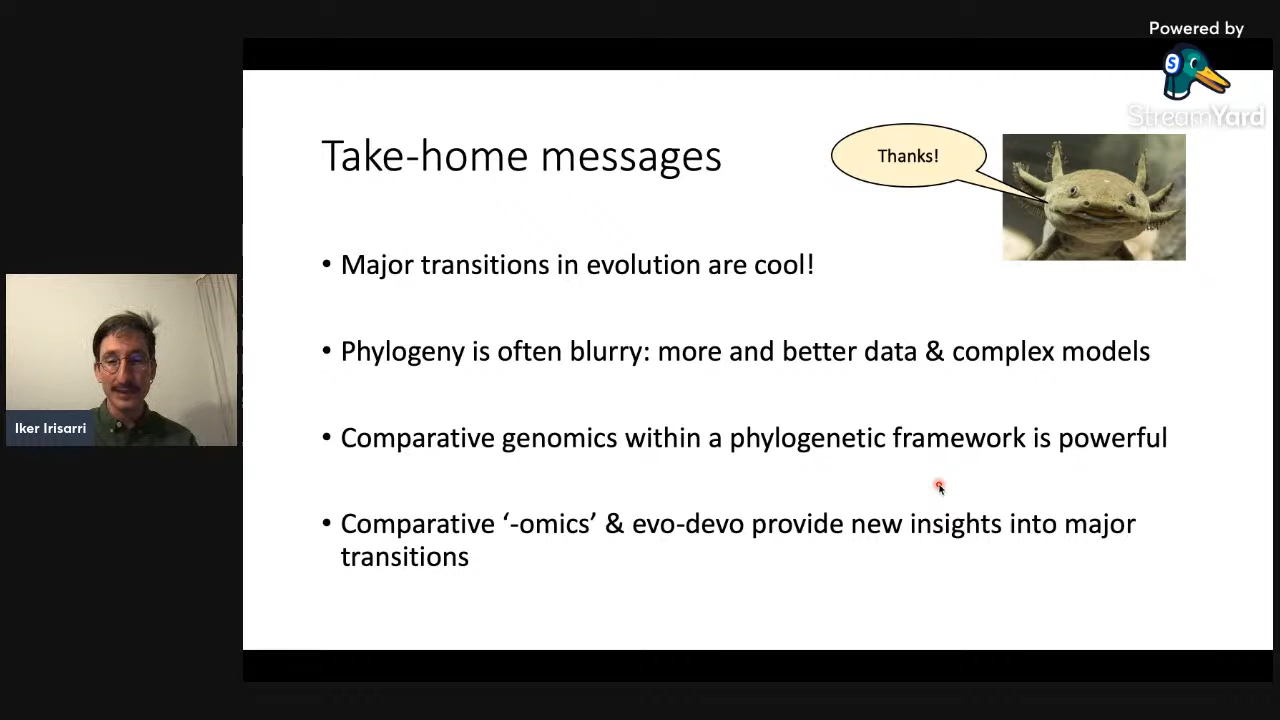 Powered by
StreamYard
Take-home messages
Thanks!
• Major transitions in evolution are cool!
• Phylogeny is often blurry: more and better data & complex models
• Comparative genomics within a phylogenetic framework is powerful
• Comparative ‘-omics’ & evo-devo provide new insights into major
transitions
Iker Irisarri